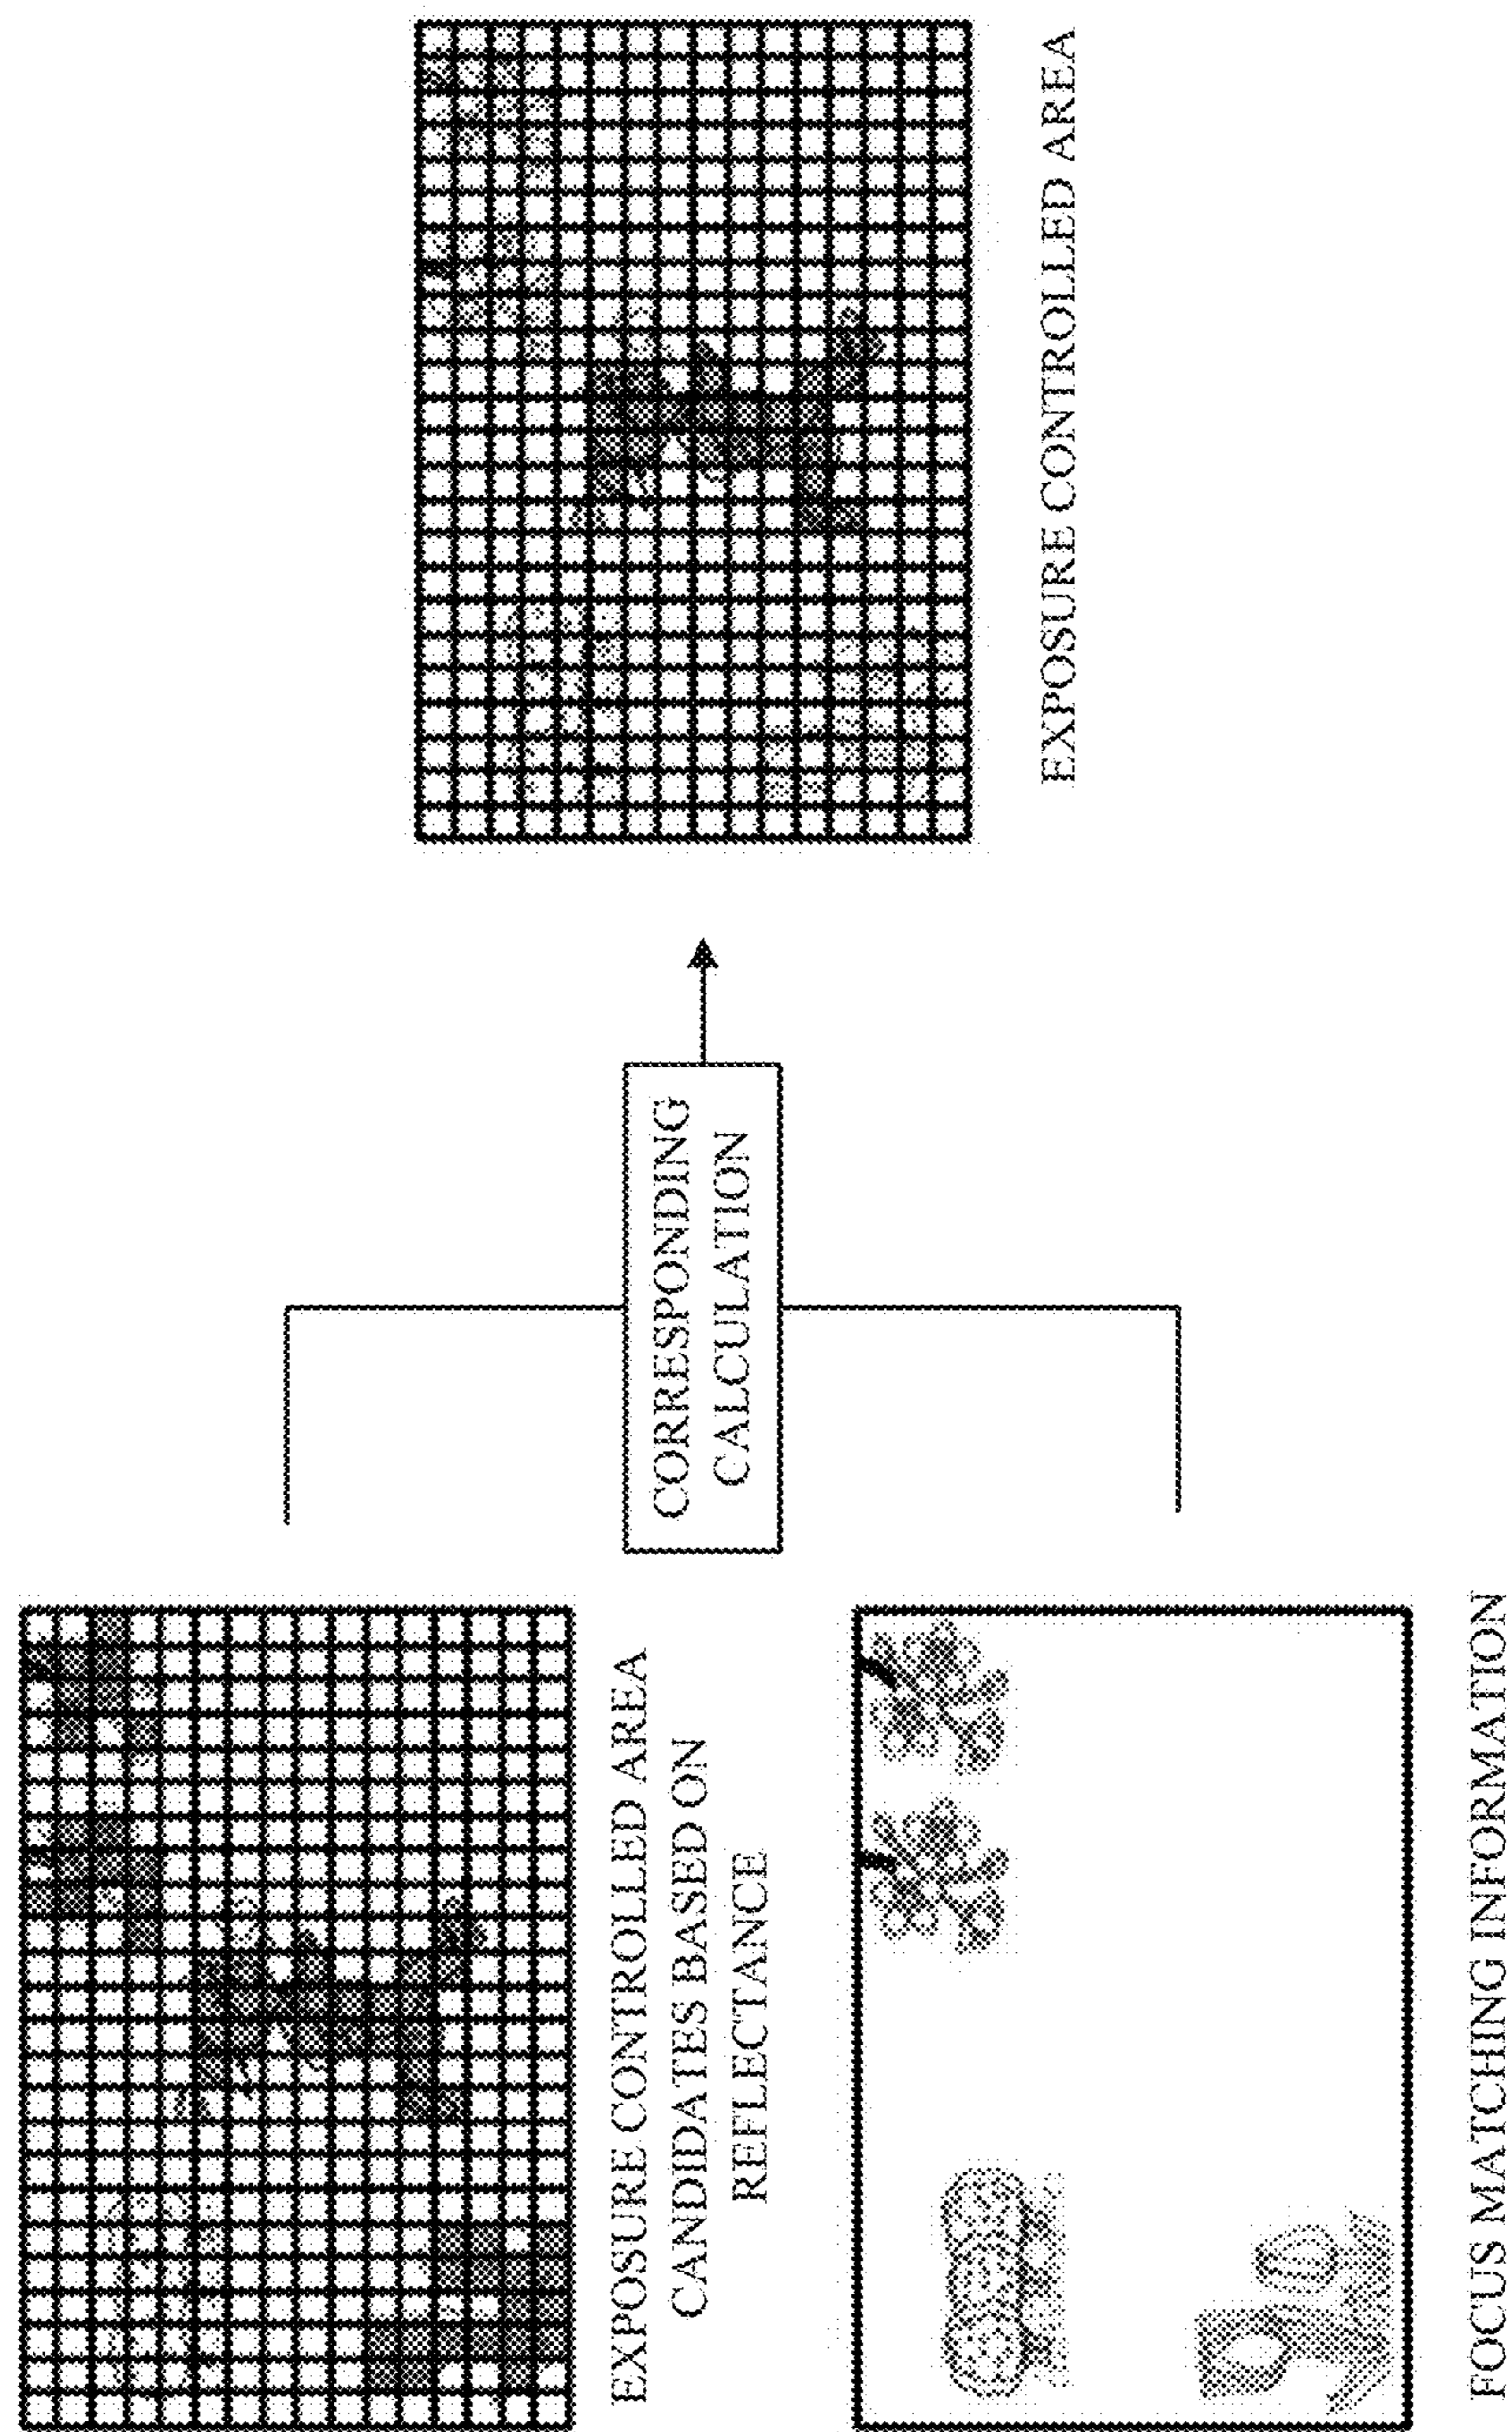 EXPOSURE CONTROLLED AREA
CANDIDATES BASED ON
REFLECTANCE
FOCUS MATCHING INFORMATION
CORRESPONDING
CALCULATION
EXPOSURE CONTROLLED AREA